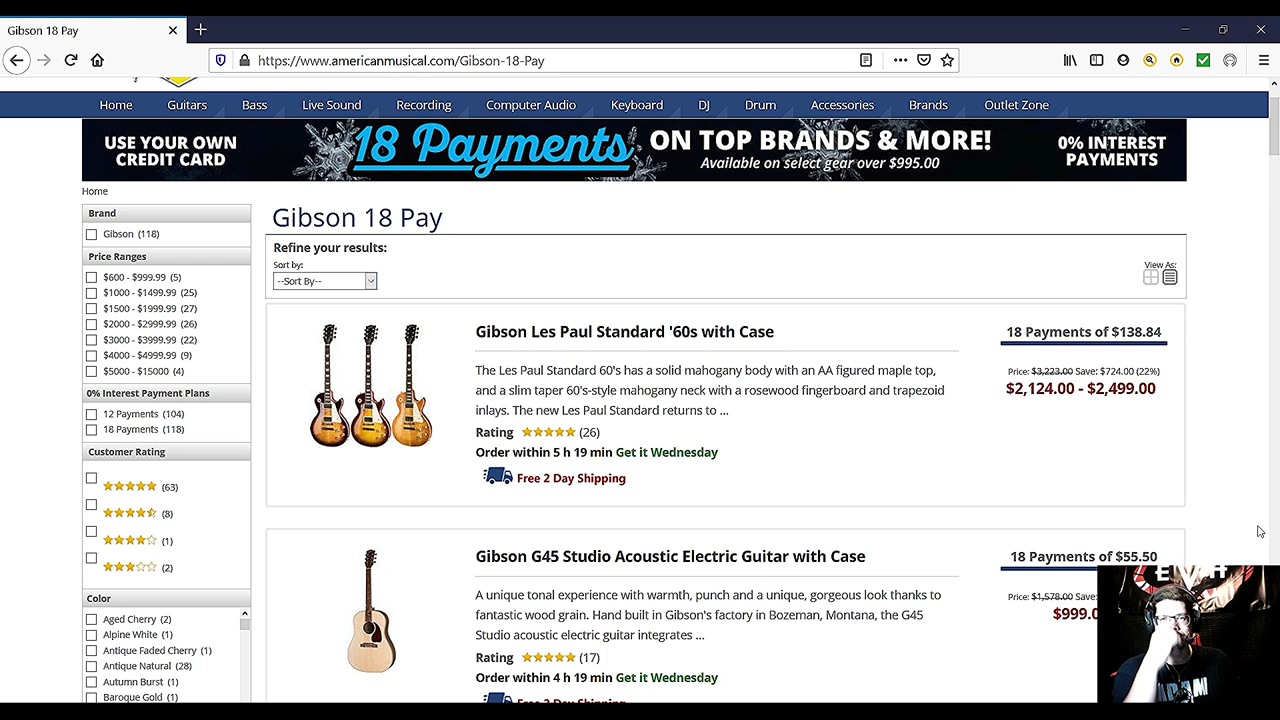 Gibson 18 Pay
https://www.americanmusical.com/Gibson-18-Pay
Home Guitars Bass Live Sound Recording Computer Audio Keyboard DJ Drum Accessories Brands Outlet Zone
USE YOUR OWN
CREDIT CARD
18 Payments
ON TOP BRANDS & MORE!
Available on select gear over $995.00
0% INTEREST
PAYMENTS
Home
Brand
Gibson (118)
Price Ranges
$600 - $999.99 (5)
$1000 - $1499.99 (25)
$1500 - $1999.99 (27)
$2000 - $2999.99 (26)
$3000 - $3999.99 (22)
$4000 - $4999.99 (9)
$5000 - $15000 (4)
0% Interest Payment Plans
12 Payments (104)
18 Payments (118)
Customer Rating
(63)
(8)
(1)
(2)
Color
Aged Cherry (2)
Alpine White (1)
Antique Faded Cherry (1)
Antique Natural (28)
Autumn Burst (1)
Baroque Gold (1)
Gibson 18 Pay
Refine your results:
Sort by:
--Sort By--
View As:
Gibson Les Paul Standard '60s with Case
The Les Paul Standard 60's has a solid mahogany body with an AA figured maple top,
and a slim taper 60's-style mahogany neck with a rosewood fingerboard and trapezoid
inlays. The new Les Paul Standard returns to ...
Rating (26)
Order within 5 h 19 min Get it Wednesday
Free 2 Day Shipping
18 Payments of $138.84
Price: $3,223.00 Save: $724.00 (22%)
$2,124.00 - $2,499.00
Gibson G45 Studio Acoustic Electric Guitar with Case
A unique tonal experience with warmth, punch and a unique, gorgeous look thanks to
fantastic wood grain. Hand built in Gibson's factory in Bozeman, Montana, the G45
Studio acoustic electric guitar integrates ...
Rating (17)
Order within 4 h 19 min Get it Wednesday
Free 2 Day Shipping
18 Payments of $55.50
Price: $1,578.00 Save:
$999.0